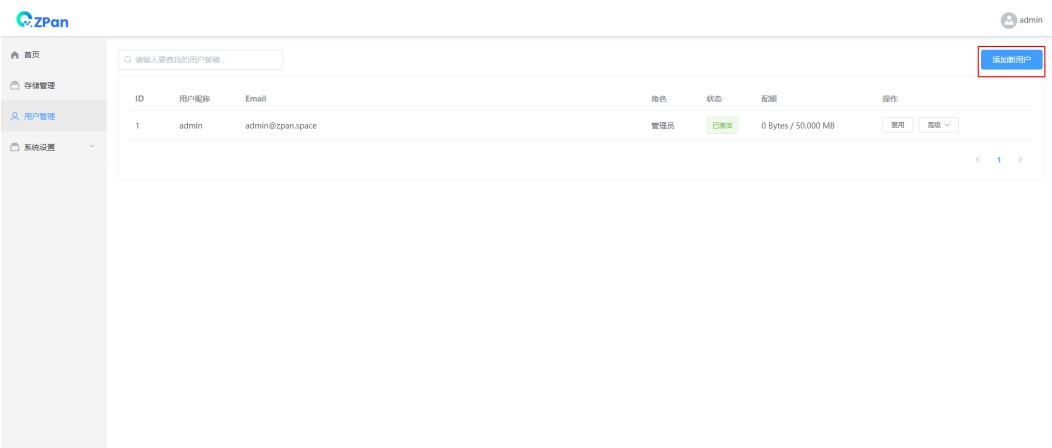 ZPan
admin
首页
存储管理
用户管理
系统设置
请输入要查找的用户邮箱...
添加新用户
ID 用户昵称 Email 角色 状态 配额 操作
1 admin admin@zpan.space 管理员 已激活 0 Bytes / 50.000 MB 禁用 高级
1